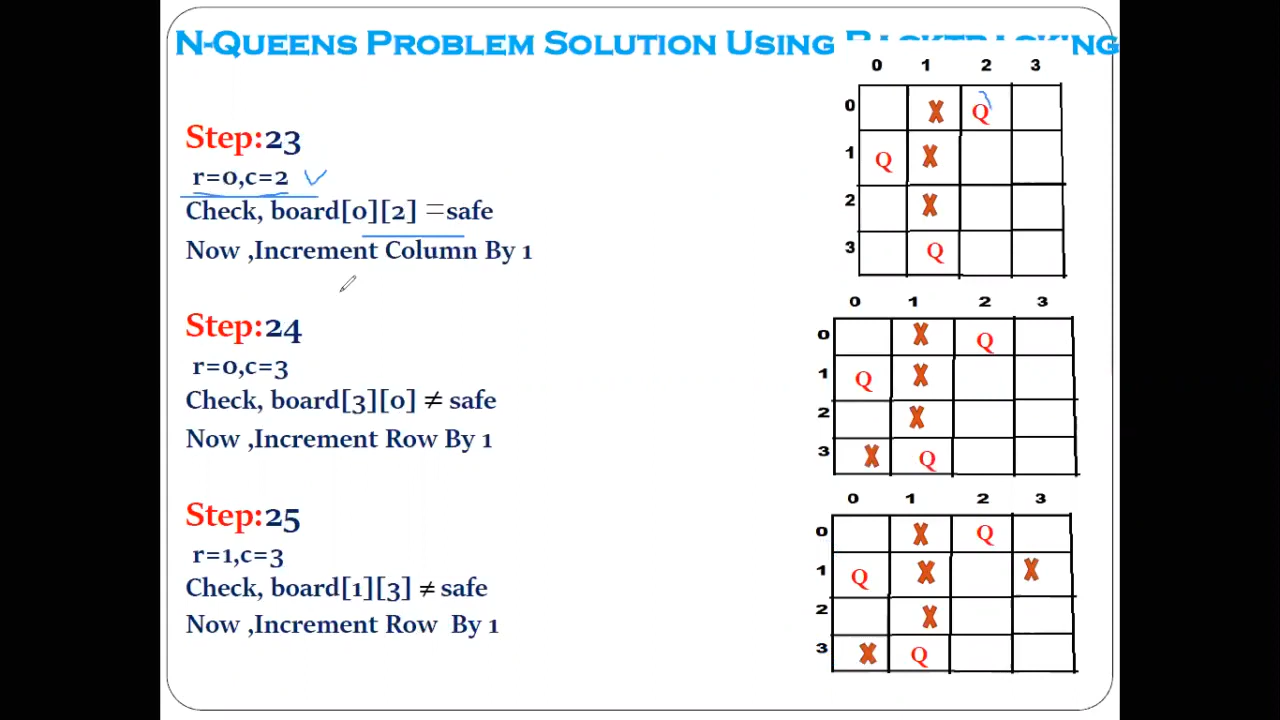 N-Queens Problem Solution Using Backtracking
Step:23
r=0,c=2
Check, board[0][2] =safe
Now ,Increment Column By 1
Step:24
r=0,c=3
Check, board[3][0] ≠ safe
Now ,Increment Row By 1
Step:25
r=1,c=3
Check, board[1][3] ≠ safe
Now ,Increment Row By 1
0 1 2 3
0 X Q
1 Q X
2 X
3 Q
0 1 2 3
0 X Q
1 Q X
2 X
3 X Q
0 1 2 3
0 X Q
1 Q X X
2 X
3 X Q